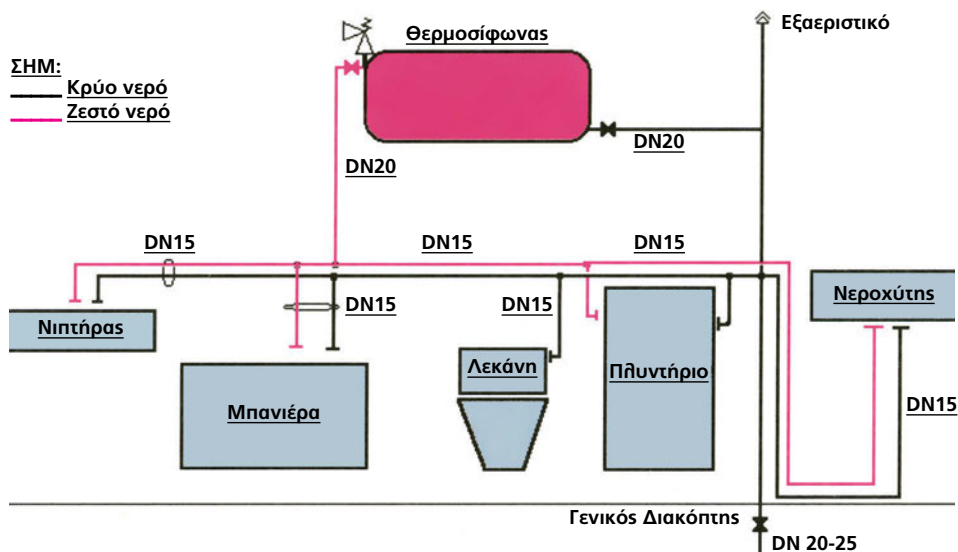 Εξαεριστικό
Θερμοσίφωνας
ΣΗΜ:
Κρύο νερό
Ζεστό νερό
DN20
DN20
DN15
DN15
DN15
Νεροχύτης
DN15
DN15
Νιπτήρας
Λεκάνη
Πλυντήριο
Μπανιέρα
DN15
Γενικός Διακόπτης
DN 20-25